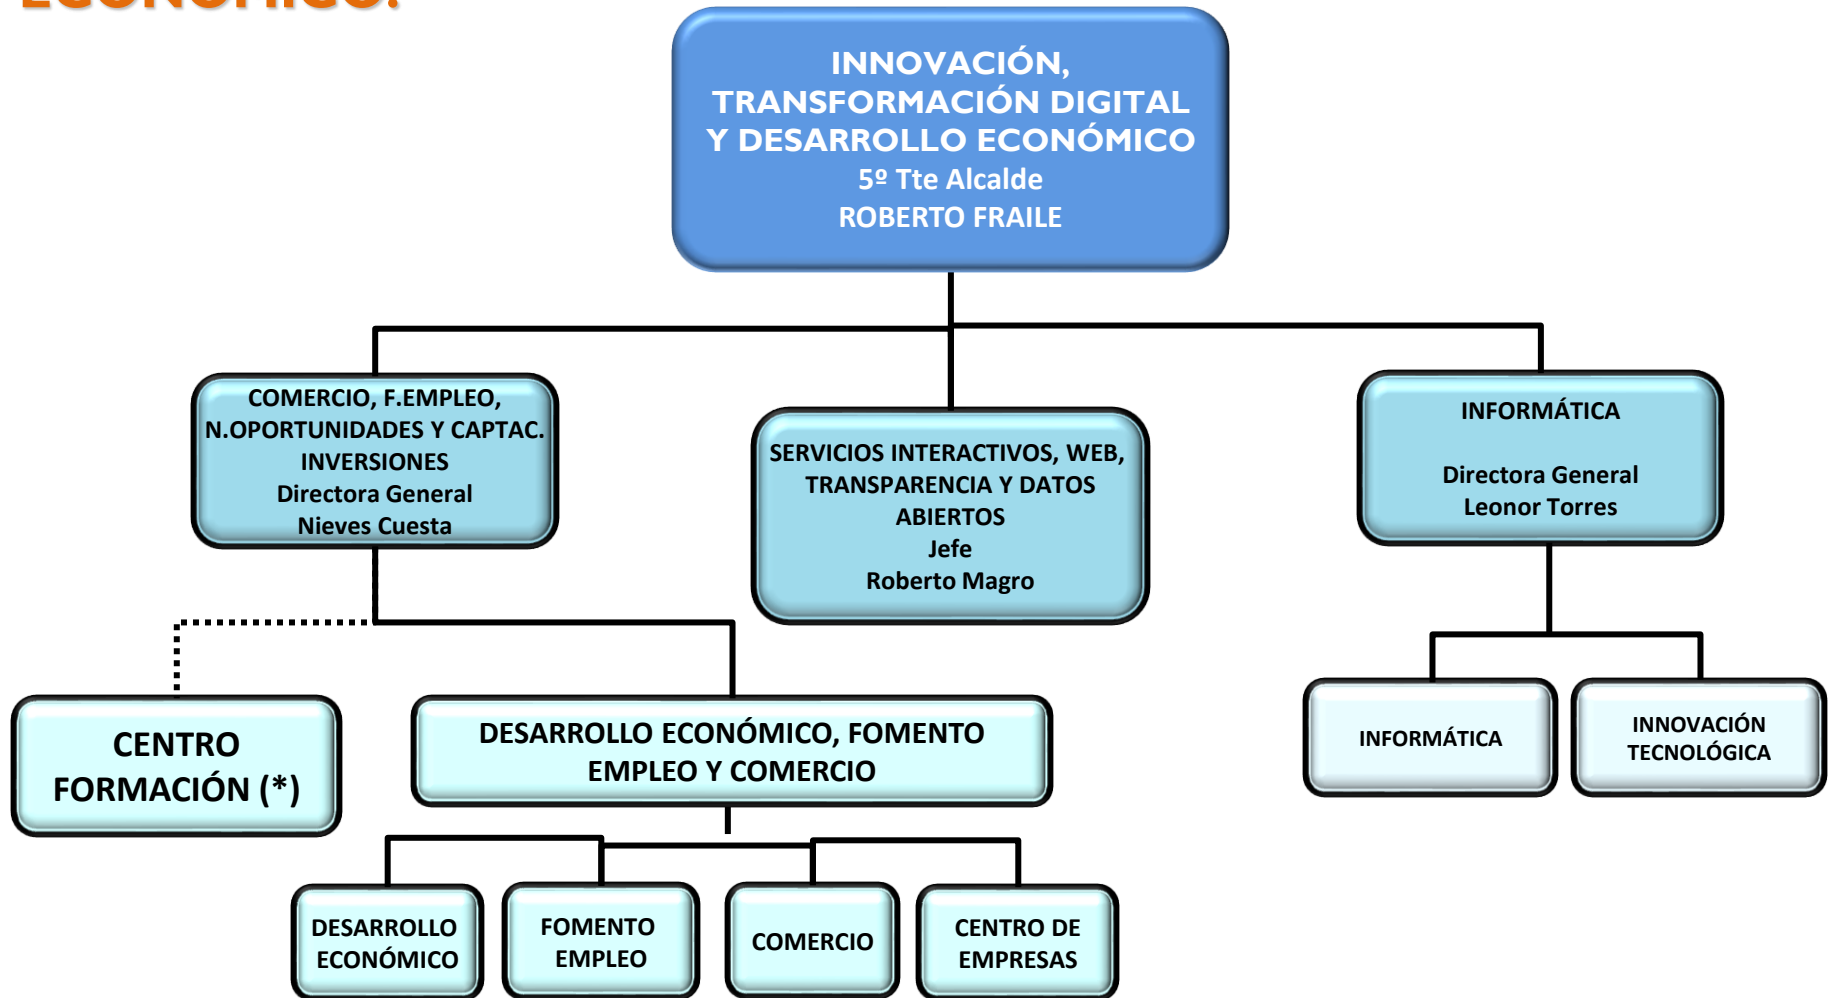 ECONÓMICO.
INNOVACIÓN,
TRANSFORMACIÓN DIGITAL
Y DESARROLLO ECONÓMICO
5º Tte Alcalde
ROBERTO FRAILE
COMERCIO, F.EMPLEO,
N.OPORTUNIDADES Y CAPTAC.
INVERSIONES
Directora General
Nieves Cuesta
SERVICIOS INTERACTIVOS, WEB,
TRANSPARENCIA Y DATOS
ABIERTOS
Jefe
Roberto Magro
INFORMÁTICA
Directora General
Leonor Torres
CENTRO
FORMACIÓN (*)
DESARROLLO ECONÓMICO, FOMENTO
EMPLEO Y COMERCIO
INFORMÁTICA
INNOVACIÓN
TECNOLÓGICA
DESARROLLO
ECONÓMICO
FOMENTO
EMPLEO
COMERCIO
CENTRO DE
EMPRESAS